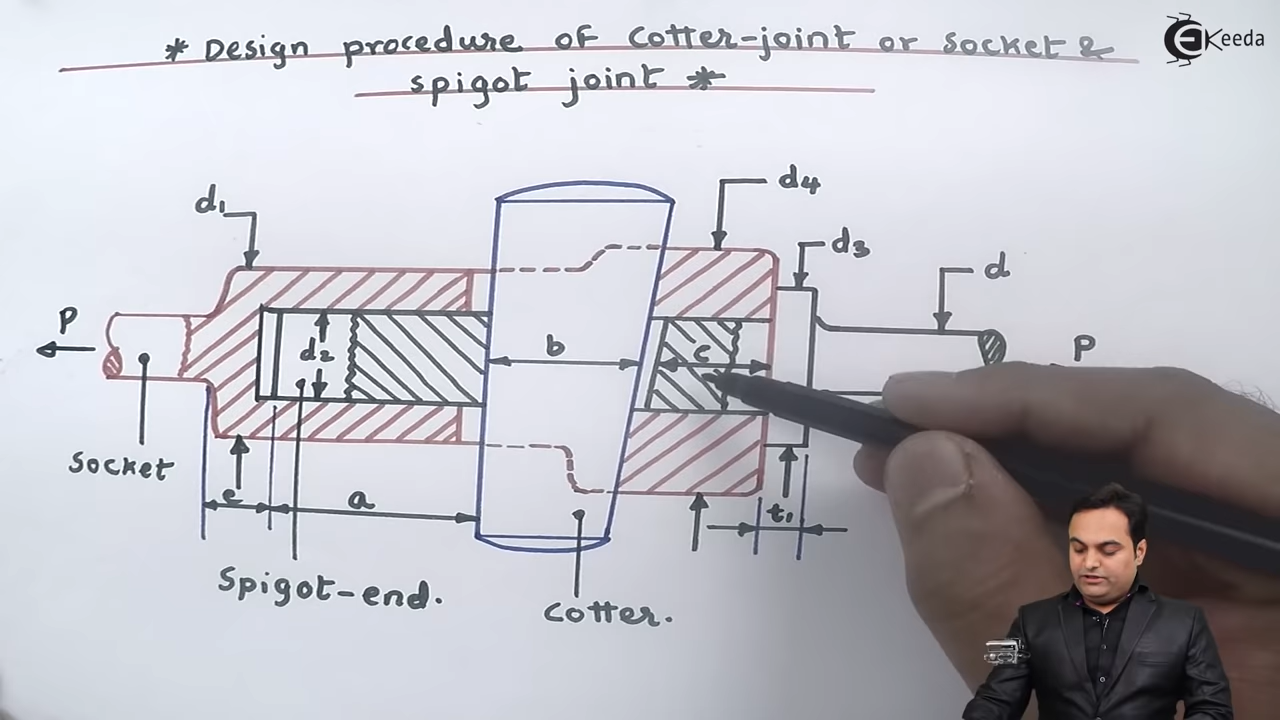 * Design procedure of cotter-joint or socket &
spigot joint *
EKeeda
d1
d4
d3
d
P
d2
b
c
P
socket
e
a
t1
spigot-end.
cotter.